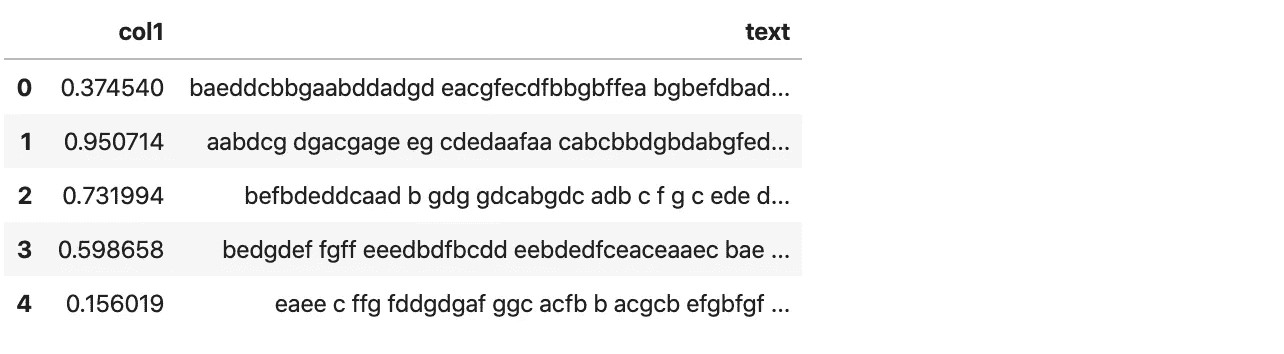 col1 text
0 0.374540 baeddcbbgaabddadgd eacgfecdfbbgbffea bgbefdbad...
1 0.950714 aabdcg dgacgage eg cdedaafaa cabcbbdgbdabgfed...
2 0.731994 befbdeddcaad b gdg gdcabgdc adb c f g c ede d...
3 0.598658 bedgdef fgff eeedbdfbcdd eebdedfceaceaaec bae ...
4 0.156019 eaee c ffg fddgdgaf ggc acfb b acgcb efgbfgf ...